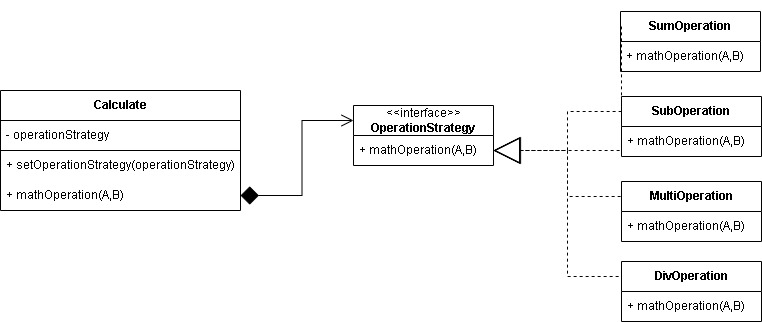 Calculate
- operationStrategy
+ setOperationStrategy(operationStrategy)
+ mathOperation(A,B)
<<interface>>
OperationStrategy
+ mathOperation(A,B)
SumOperation
+ mathOperation(A,B)
SubOperation
+ mathOperation(A,B)
MultiOperation
+ mathOperation(A,B)
DivOperation
+ mathOperation(A,B)